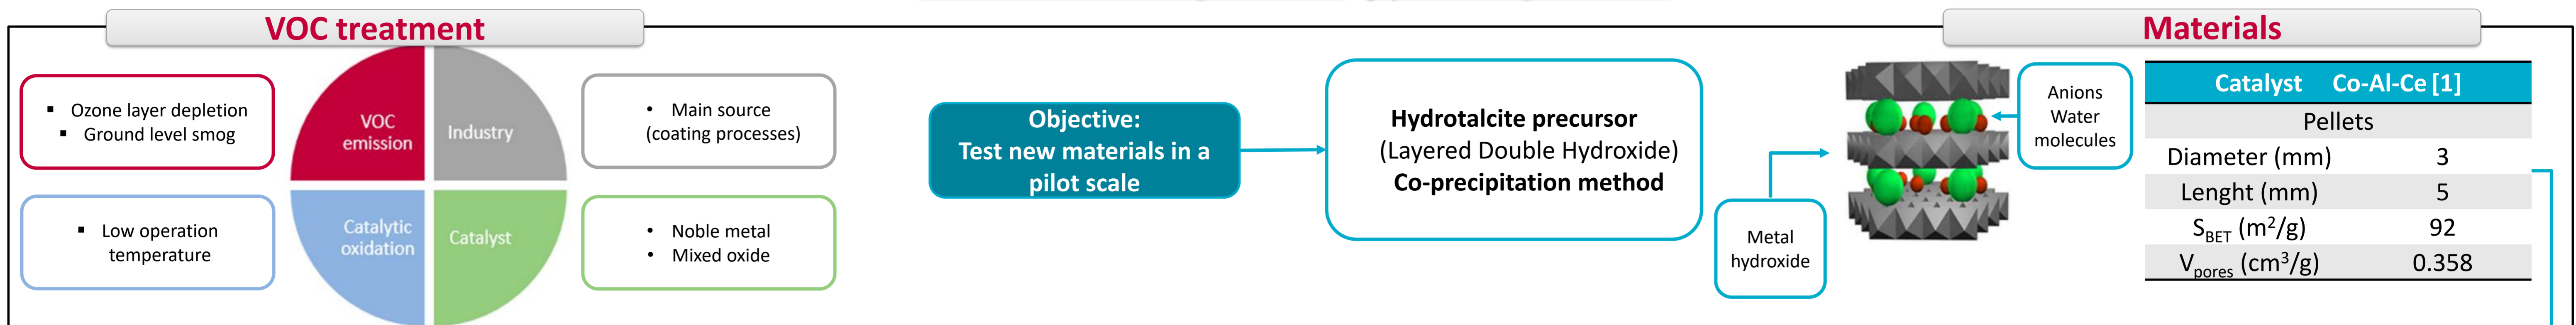 VOC treatment
▪ Ozone layer depletion
▪ Ground level smog
VOC
emission
Industry
• Main source
(coating processes)
▪ Low operation
temperature
Catalytic
oxidation
Catalyst
• Noble metal
• Mixed oxide
Objective:
Test new materials in a
pilot scale
Hydrotalcite precursor
(Layered Double Hydroxide)
Co-precipitation method
Metal
hydroxide
Anions
Water
molecules
Materials
Catalyst Co-Al-Ce [1]
Pellets
Diameter (mm) 3
Lenght (mm) 5
S_BET (m²/g) 92
V_pores (cm³/g) 0.358